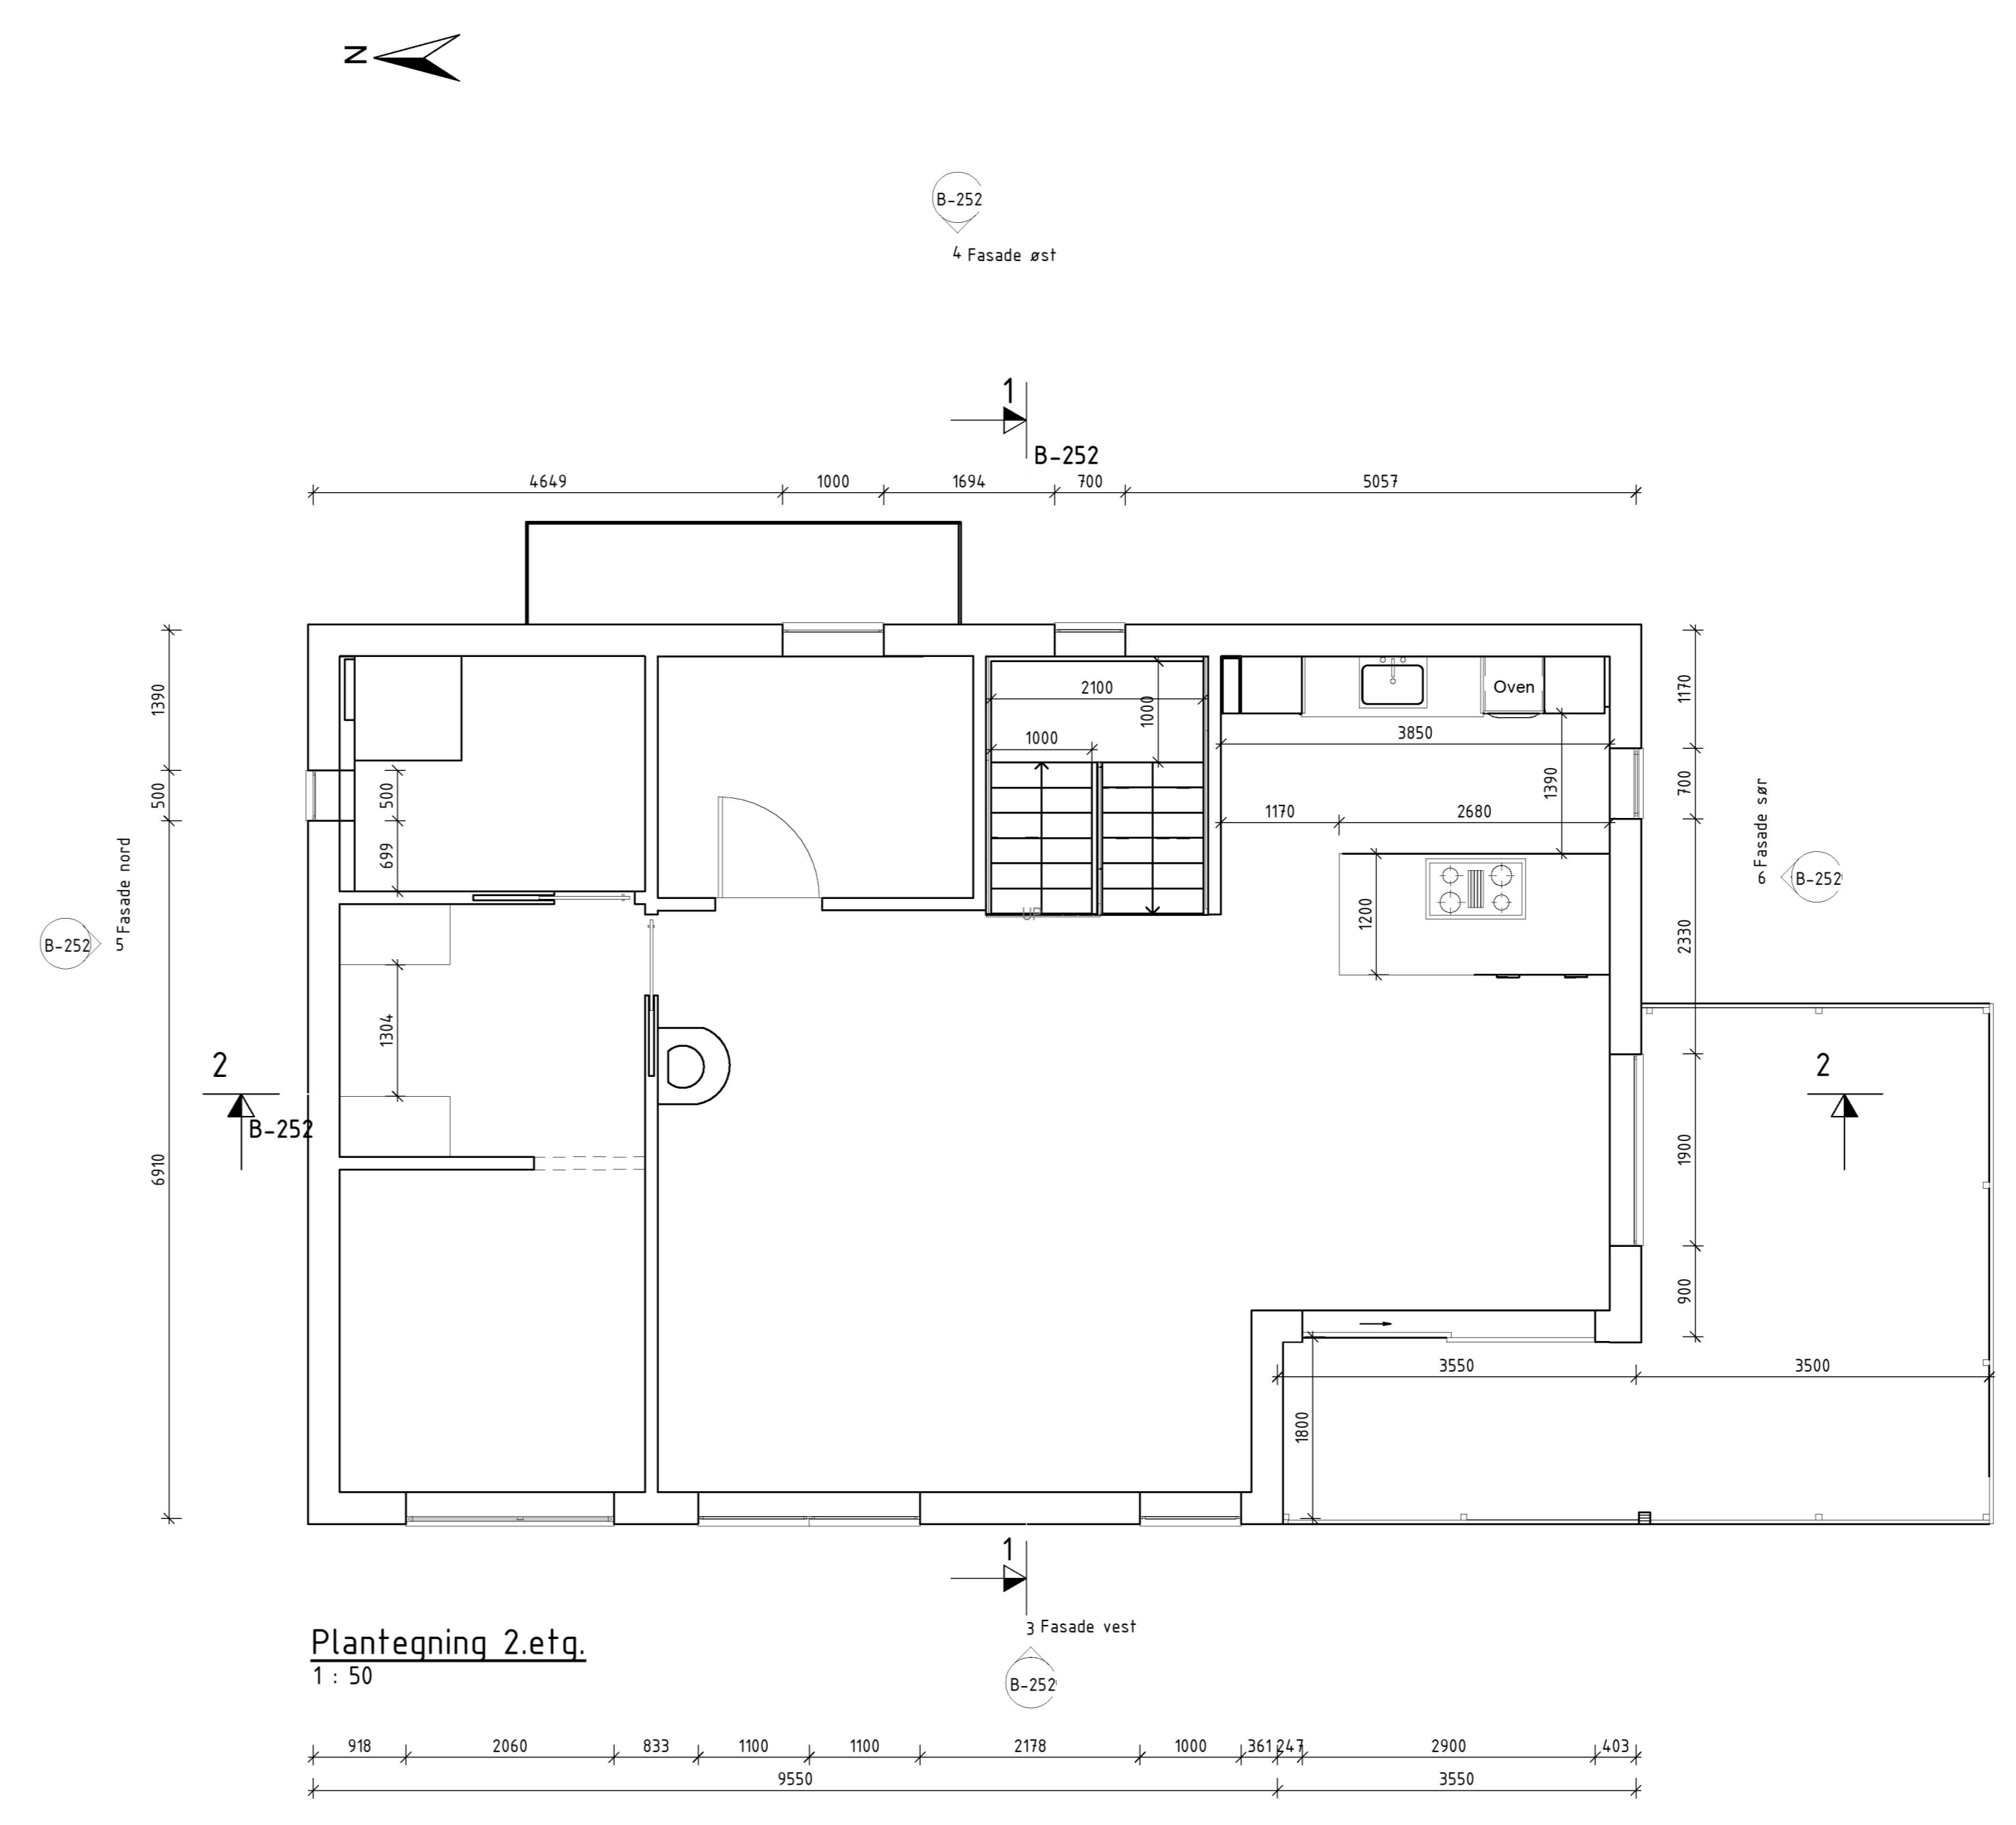 N
B-252
4 Fasade øst
1
B-252
4649 1000 1694 700 5057
1390
500
6910
500
699
1304
2100
1000
1000
UP
Oven
3850
1390
1170 2680
1200
1170
700
2330
1900
900
Fasade nord
5
B-252
Fasade sør
6
B-252
2
B-252
2
3550 3500
1800
1
3 Fasade vest
B-252
Plantegning 2.etg.
1 : 50
918 2060 833 1100 1100 2178 1000 361 247 2900 403
9550 3550